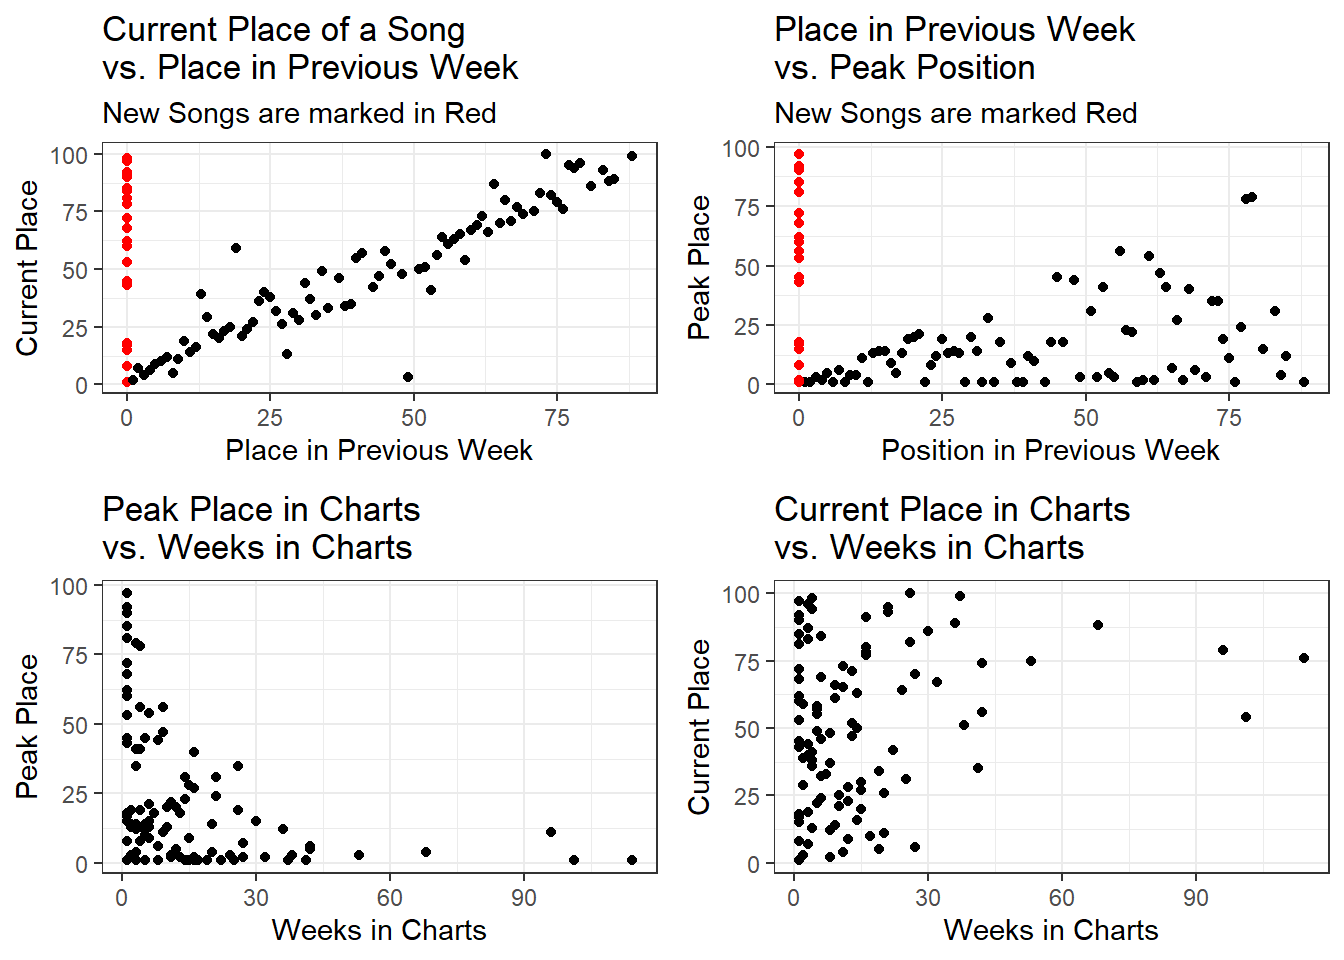 Current Place of a Song
vs. Place in Previous Week
New Songs are marked in Red
100
75
50
25
0
Current Place
0
25
50
75
Place in Previous Week
Place in Previous Week
vs. Peak Position
New Songs are marked Red
100
75
50
25
0
Peak Place
0
25
50
75
Position in Previous Week
Peak Place in Charts
vs. Weeks in Charts
100
75
50
25
0
Peak Place
0
30
60
90
Weeks in Charts
Current Place in Charts
vs. Weeks in Charts
100
75
50
25
0
Current Place
0
30
60
90
Weeks in Charts